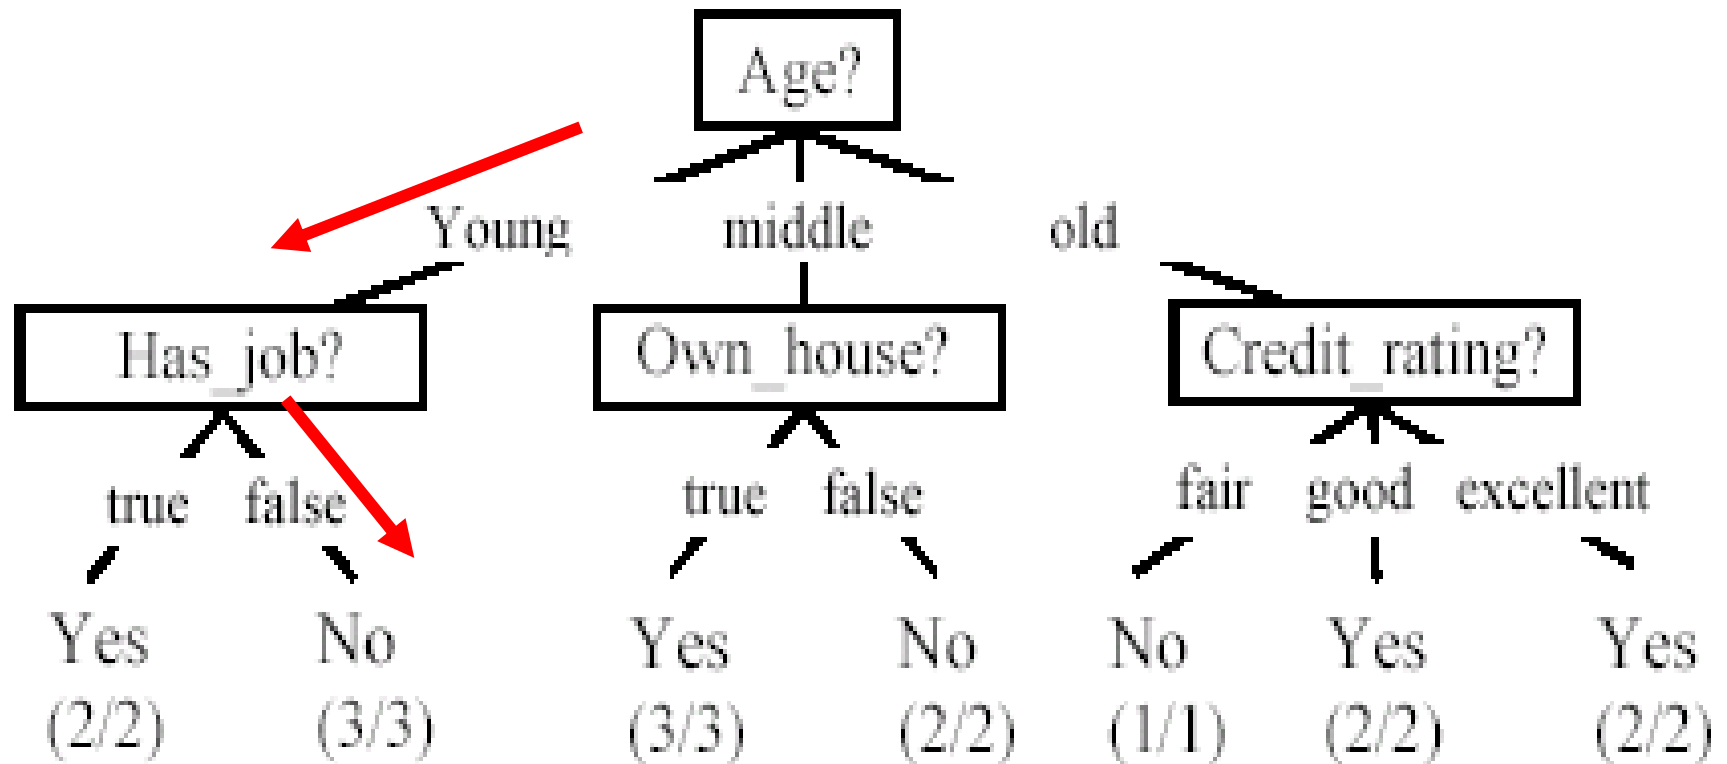 Age?
Young middle old
Has_job? Own_house? Credit_rating?
true false true false fair good excellent
Yes No Yes No No Yes Yes
(2/2) (3/3) (3/3) (2/2) (1/1) (2/2) (2/2)